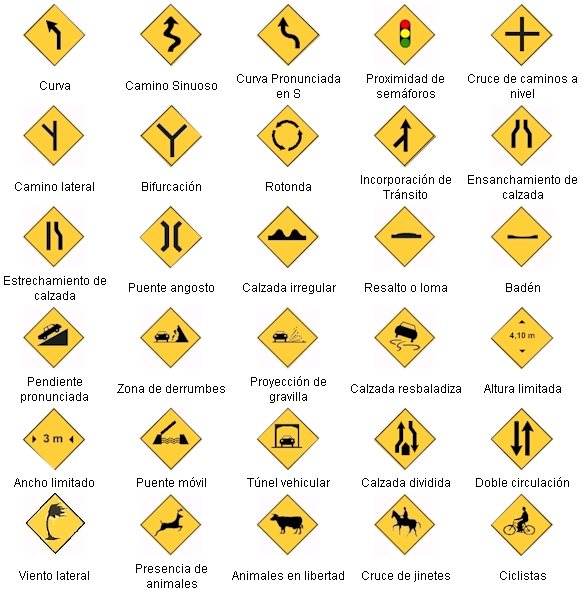 Curva
Camino Sinuoso
Curva Pronunciada
en S
Proximidad de
semáforos
Cruce de caminos a
nivel
Camino lateral
Bifurcación
Rotonda
Incorporación de
Tránsito
Ensanchamiento de
calzada
Estrechamiento de
calzada
Puente angosto
Calzada irregular
Resalto o loma
Badén
4,10 m
Pendiente
pronunciada
Zona de derrumbes
Proyección de
gravilla
Calzada resbaladiza
Altura limitada
3 m
Ancho limitado
Puente móvil
Túnel vehicular
Calzada dividida
Doble circulación
Viento lateral
Presencia de
animales
Animales en libertad
Cruce de jinetes
Ciclistas